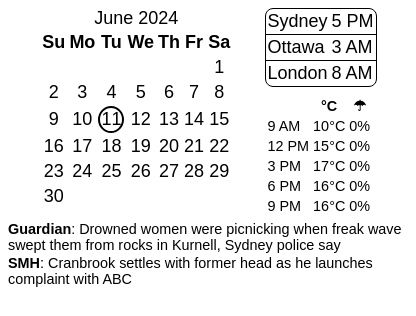 June 2024
Su Mo Tu We Th Fr Sa
1
2 3 4 5 6 7 8
9 10 11 12 13 14 15
16 17 18 19 20 21 22
23 24 25 26 27 28 29
30
Sydney 5 PM
Ottawa 3 AM
London 8 AM
°C ☂
9 AM 10°C 0%
12 PM 15°C 0%
3 PM 17°C 0%
6 PM 16°C 0%
9 PM 16°C 0%
Guardian: Drowned women were picnicking when freak wave
swept them from rocks in Kurnell, Sydney police say
SMH: Cranbrook settles with former head as he launches
complaint with ABC